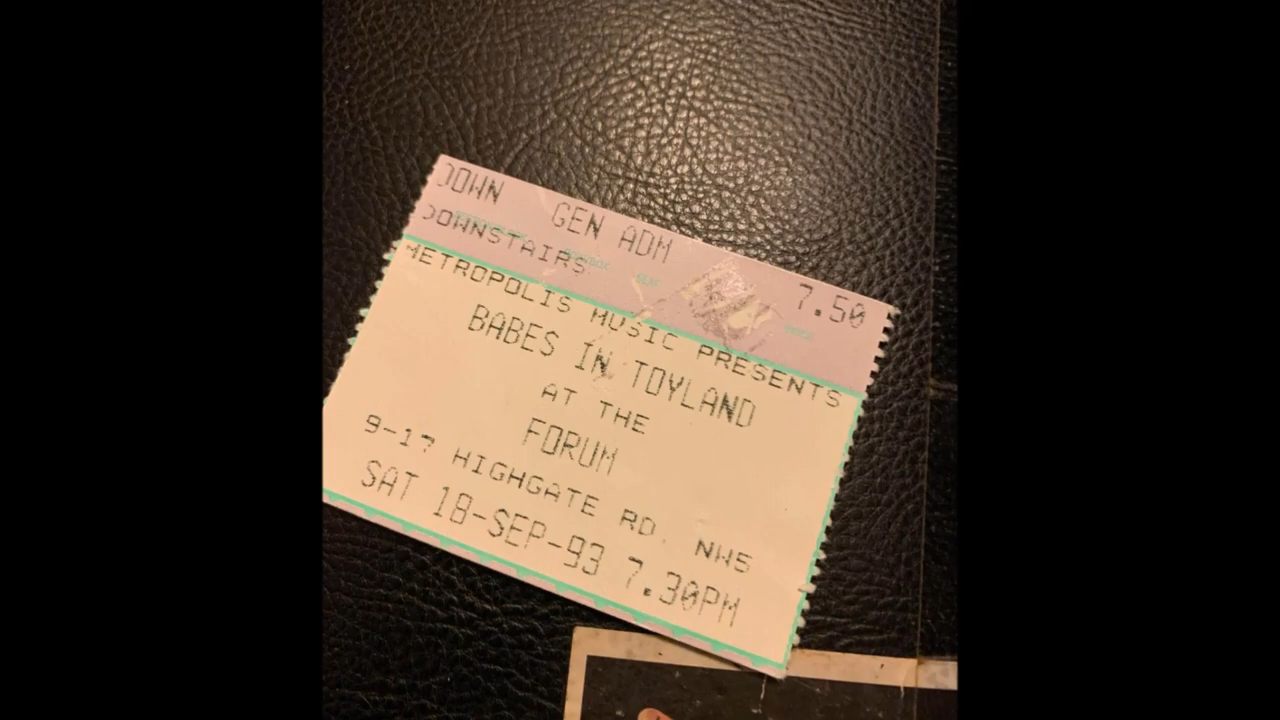 DOWN GEN ADM 7.50
DOWNSTAIRS
METROPOLIS MUSIC PRESENTS
BABES IN TOYLAND
AT THE
FORUM
9-17 HIGHGATE RD. NW5
SAT 18-SEP-93 7.30PM